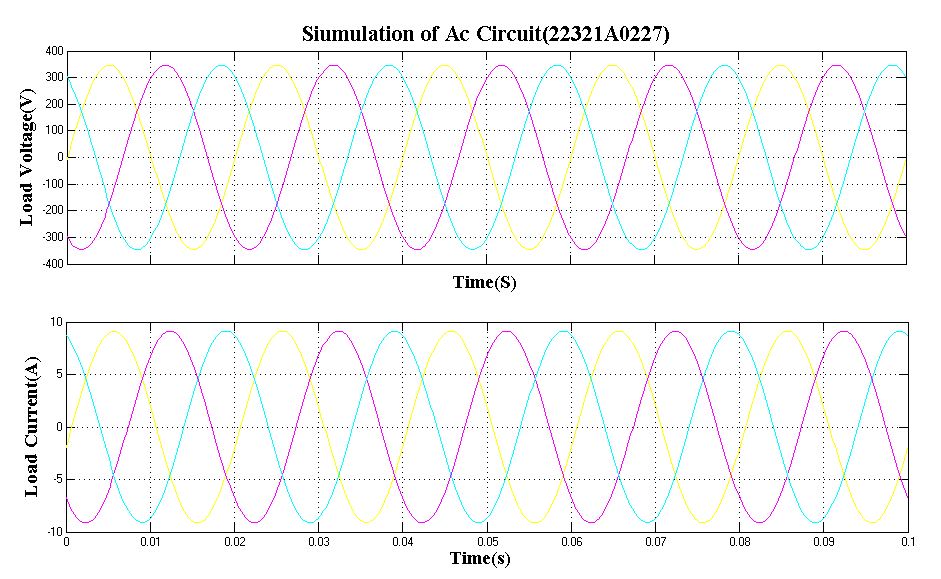 Siumulation of Ac Circuit(22321A0227)
Load Voltage(V)
400
300
200
100
0
-100
-200
-300
-400
Time(S)
Load Current(A)
10
5
0
-5
-10
0 0.01 0.02 0.03 0.04 0.05 0.06 0.07 0.08 0.09 0.1
Time(s)